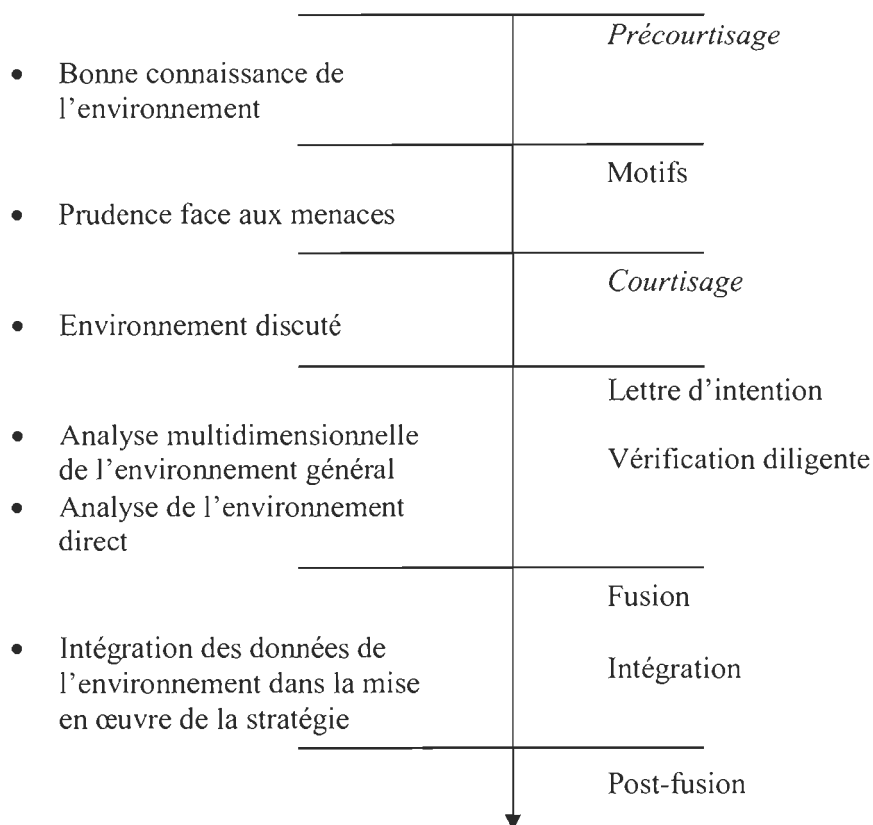 Précourtisage
• Bonne connaissance de
l'environnement
Motifs
• Prudence face aux menaces
Courtisage
• Environnement discuté
Lettre d'intention
• Analyse multidimensionnelle
de l'environnement général
Vérification diligente
• Analyse de l'environnement
direct
Fusion
• Intégration des données de
l'environnement dans la mise
en œuvre de la stratégie
Intégration
Post-fusion